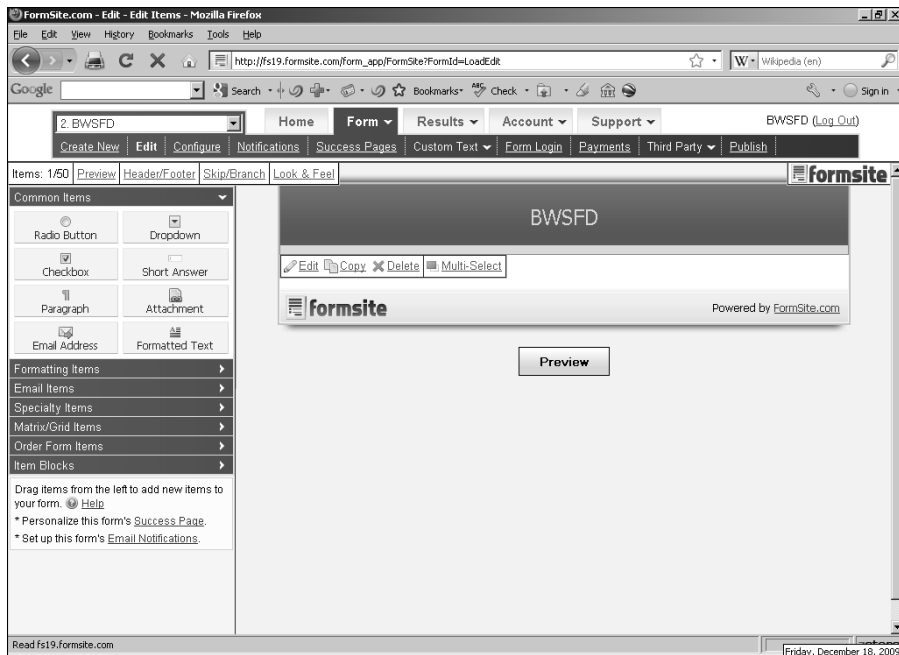 FormSite.com - Edit - Edit Items - Mozilla Firefox
File Edit View History Bookmarks Tools Help
http://fs19.formsite.com/form_app/FormSite?FormId=LoadEdit
W Wikipedia (en)
Google Search Bookmarks ABC Check Sign in
2. BWSFD Home Form Results Account Support BWSFD (Log Out)
Create New Edit Configure Notifications Success Pages Custom Text Form Login Payments Third Party Publish
Items: 1/50 Preview Header/Footer Skip/Branch Look & Feel formsite
Common Items
Radio Button Dropdown
Checkbox Short Answer
Paragraph Attachment
Email Address Formatted Text
Formatting Items
Email Items
Specialty Items
Matrix/Grid Items
Order Form Items
Item Blocks
Drag items from the left to add new items to
your form. Help
* Personalize this form's Success Page.
* Set up this form's Email Notifications.
BWSFD
Edit Copy Delete Multi-Select
formsite Powered by FormSite.com
Preview
Read fs19.formsite.com
Friday, December 18, 2009